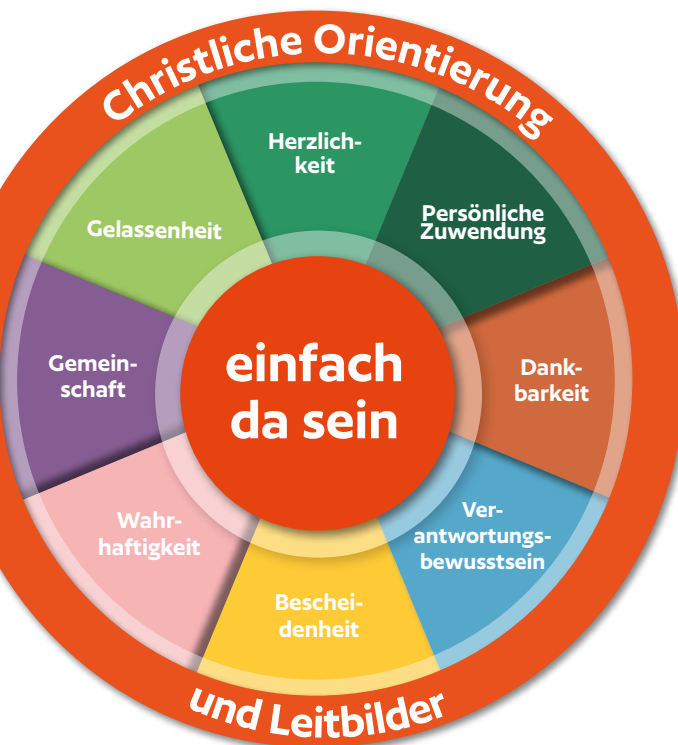 Christliche Orientierung
Herzlich-
keit
Persönliche
Zuwendung
Gelassenheit
einfach
da sein
Gemein-
schaft
Dank-
barkeit
Wahr-
haftigkeit
Ver-
antwortungs-
bewusstsein
Beschei-
denheit
und Leitbilder